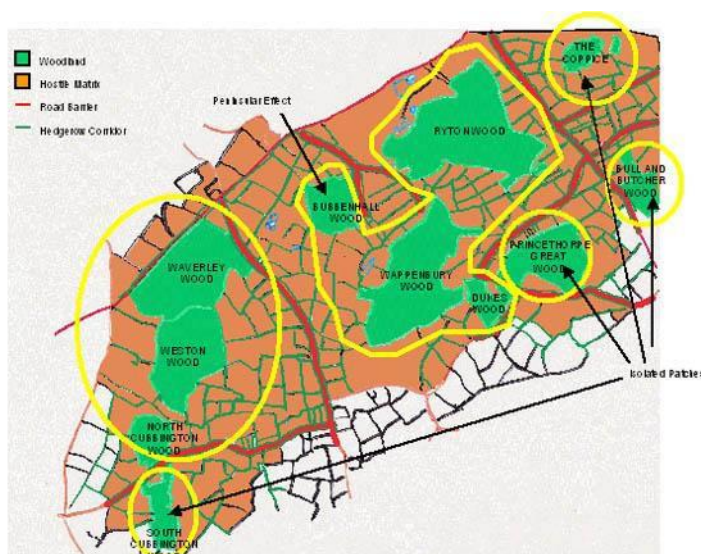 Woodland
Hostile Matrix
Road Barrier
Hedgerow Corridor
Peninsular Effect
THE
COPPICE
RYTON WOOD
BULL AND
BUTCHER
WOOD
BUBBENHALL
WOOD
PRINCETHORPE
GREAT
WOOD
WAVERLEY
WOOD
WAPPENBURY
WOOD
DUKES
WOOD
WESTON
WOOD
Isolated Patches
NORTH
CUBBINGTON
WOOD
SOUTH
CUBBINGTON